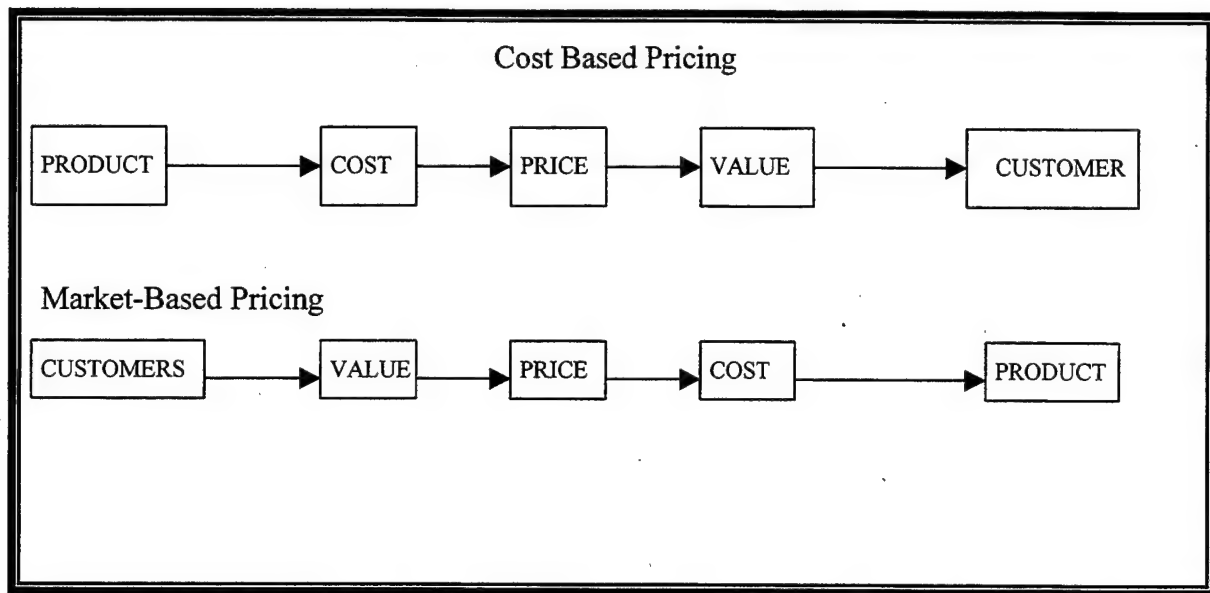 Cost Based Pricing
PRODUCT COST PRICE VALUE CUSTOMER
Market-Based Pricing
CUSTOMERS VALUE PRICE COST PRODUCT